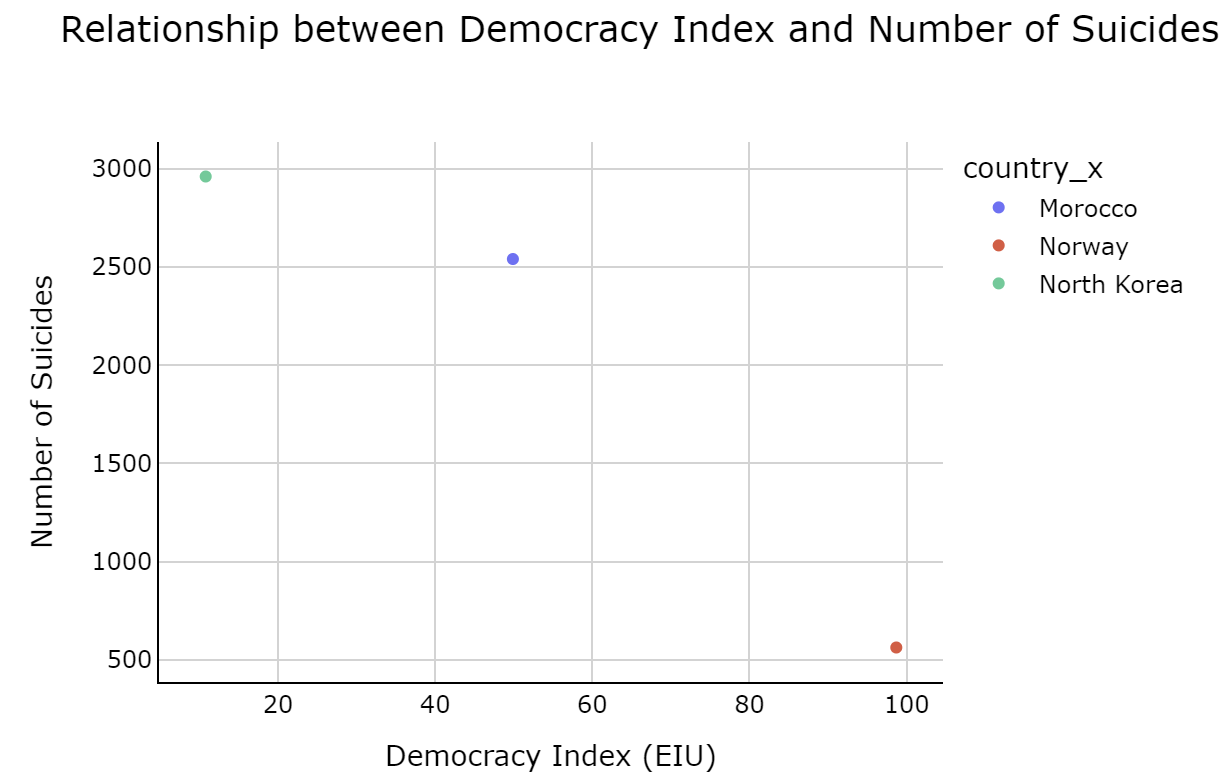 Relationship between Democracy Index and Number of Suicides
3000
2500
2000
1500
1000
500
Number of Suicides
20 40 60 80 100
Democracy Index (EIU)
country_x
Morocco
Norway
North Korea